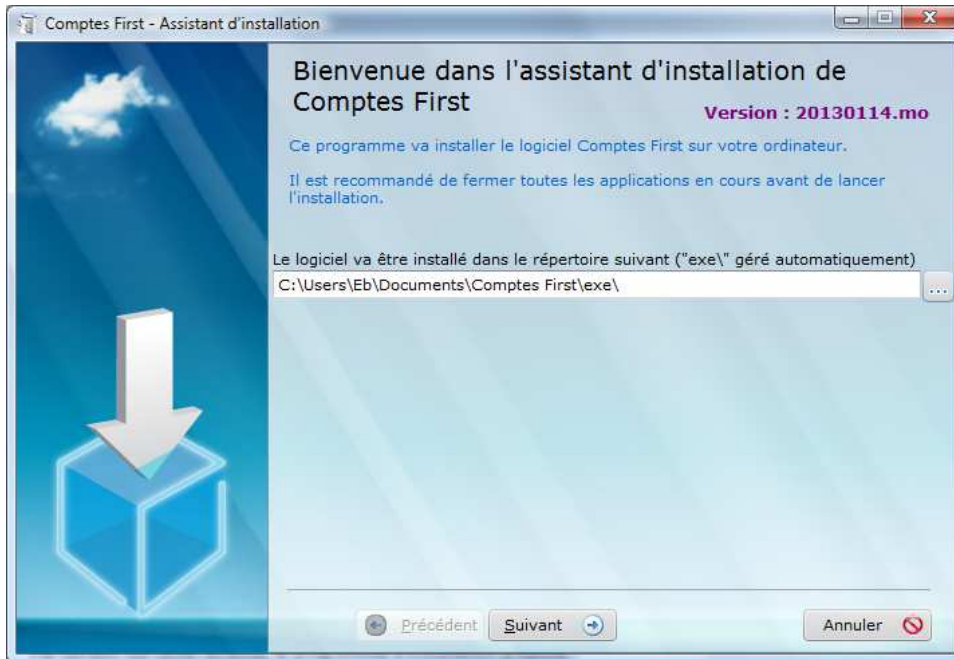 Comptes First - Assistant d'installation
Bienvenue dans l'assistant d'installation de
Comptes First
Version : 20130114.mo
Ce programme va installer le logiciel Comptes First sur votre ordinateur.
Il est recommandé de fermer toutes les applications en cours avant de lancer
l'installation.
Le logiciel va être installé dans le répertoire suivant ("exe\" géré automatiquement)
C:\Users\Eb\Documents\Comptes First\exe\
...
Précédent
Suivant
Annuler